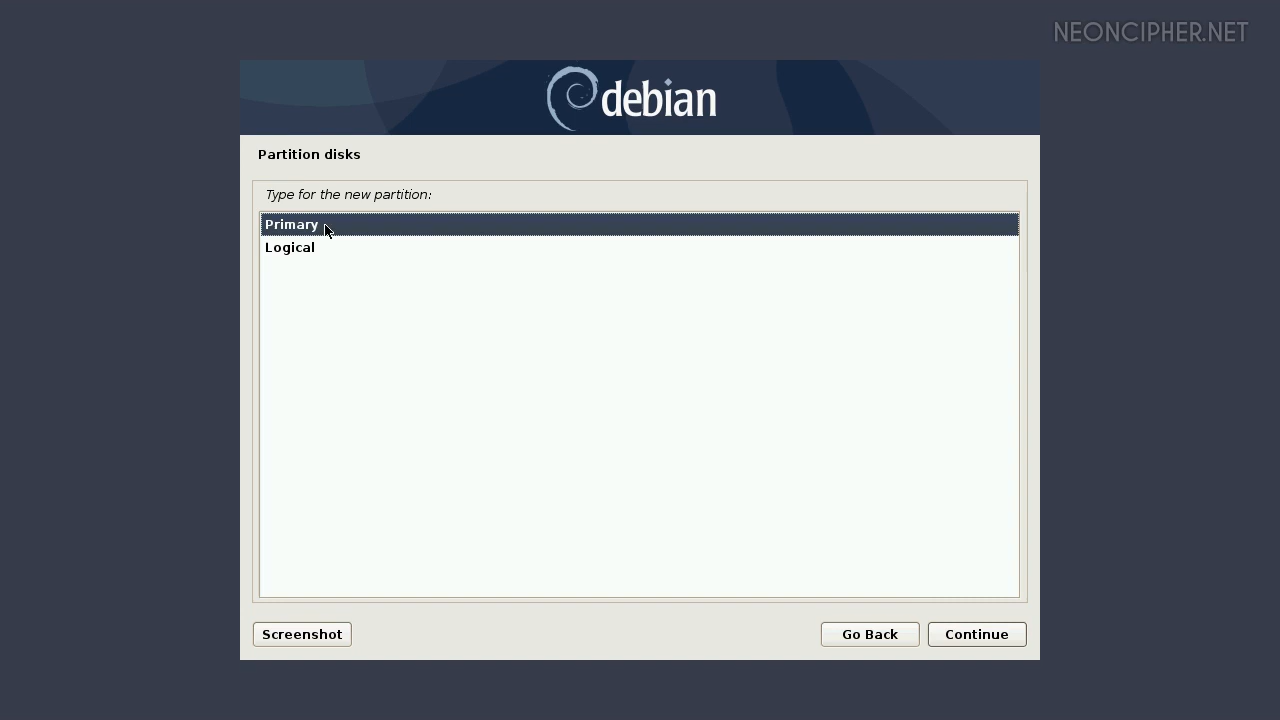 NEONCIPHER.NET
debian
Partition disks
Type for the new partition:
Primary
Logical
Screenshot
Go Back
Continue